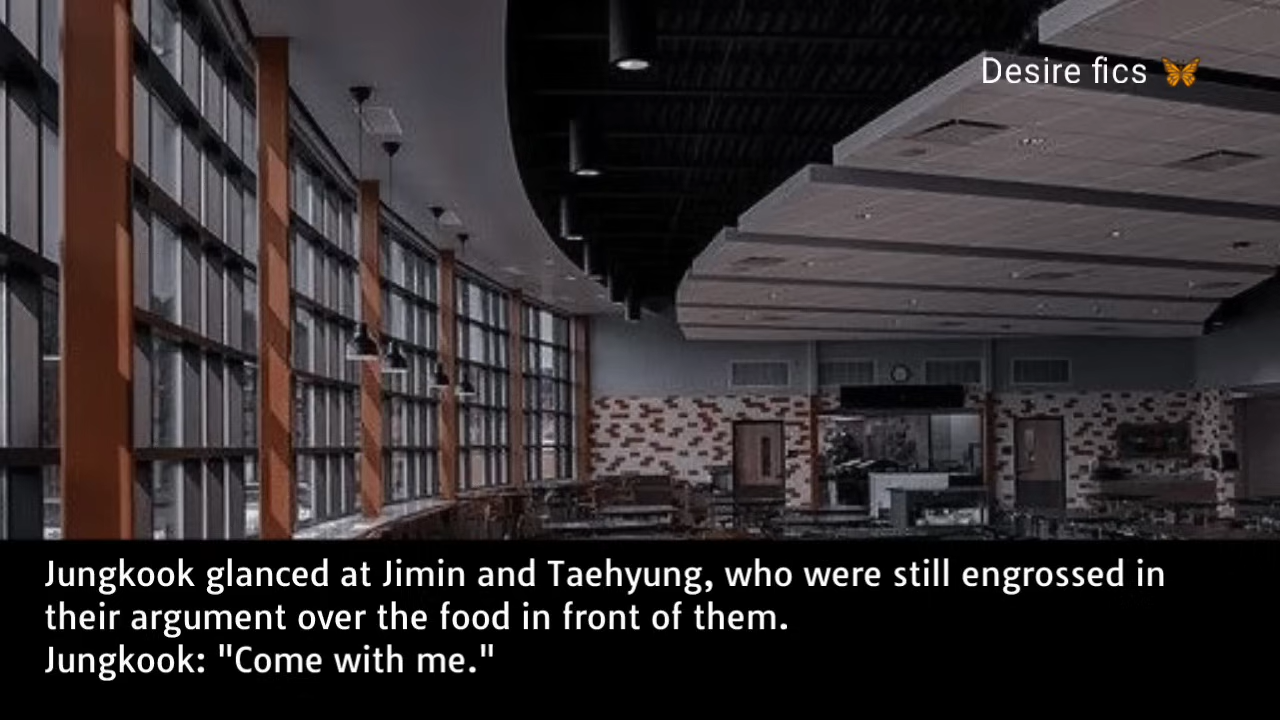 Desire fics 🦋
Jungkook glanced at Jimin and Taehyung, who were still engrossed in
their argument over the food in front of them.
Jungkook: "Come with me."